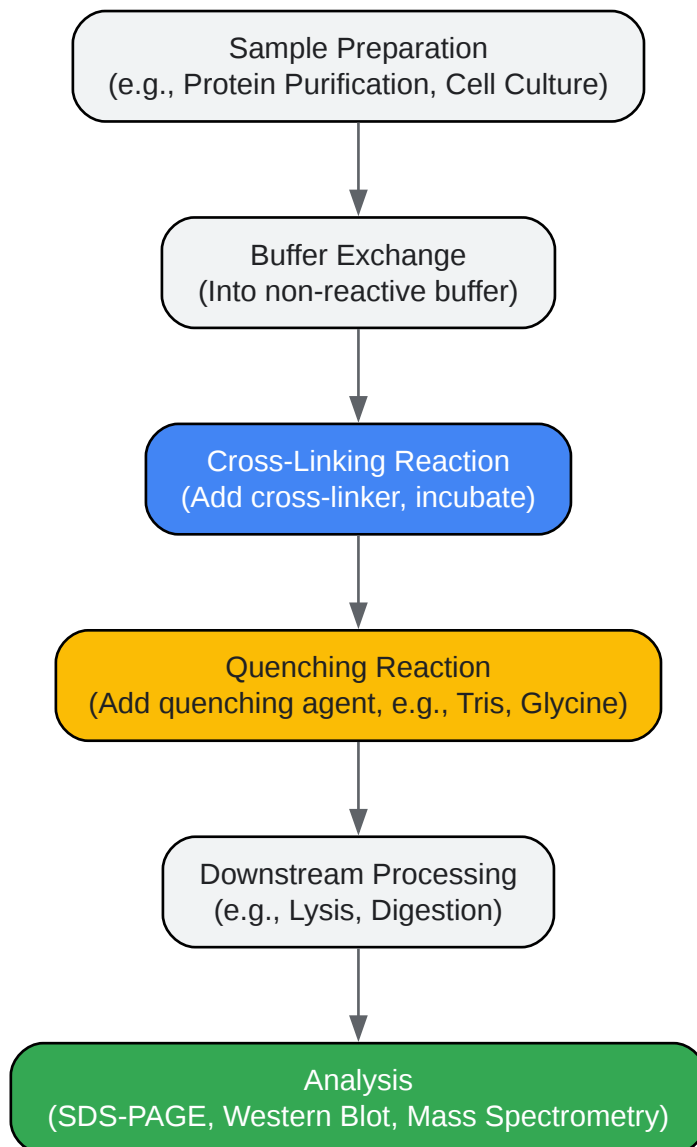 Sample Preparation
(e.g., Protein Purification, Cell Culture)
Buffer Exchange
(Into non-reactive buffer)
Cross-Linking Reaction
(Add cross-linker, incubate)
Quenching Reaction
(Add quenching agent, e.g., Tris, Glycine)
Downstream Processing
(e.g., Lysis, Digestion)
Analysis
(SDS-PAGE, Western Blot, Mass Spectrometry)